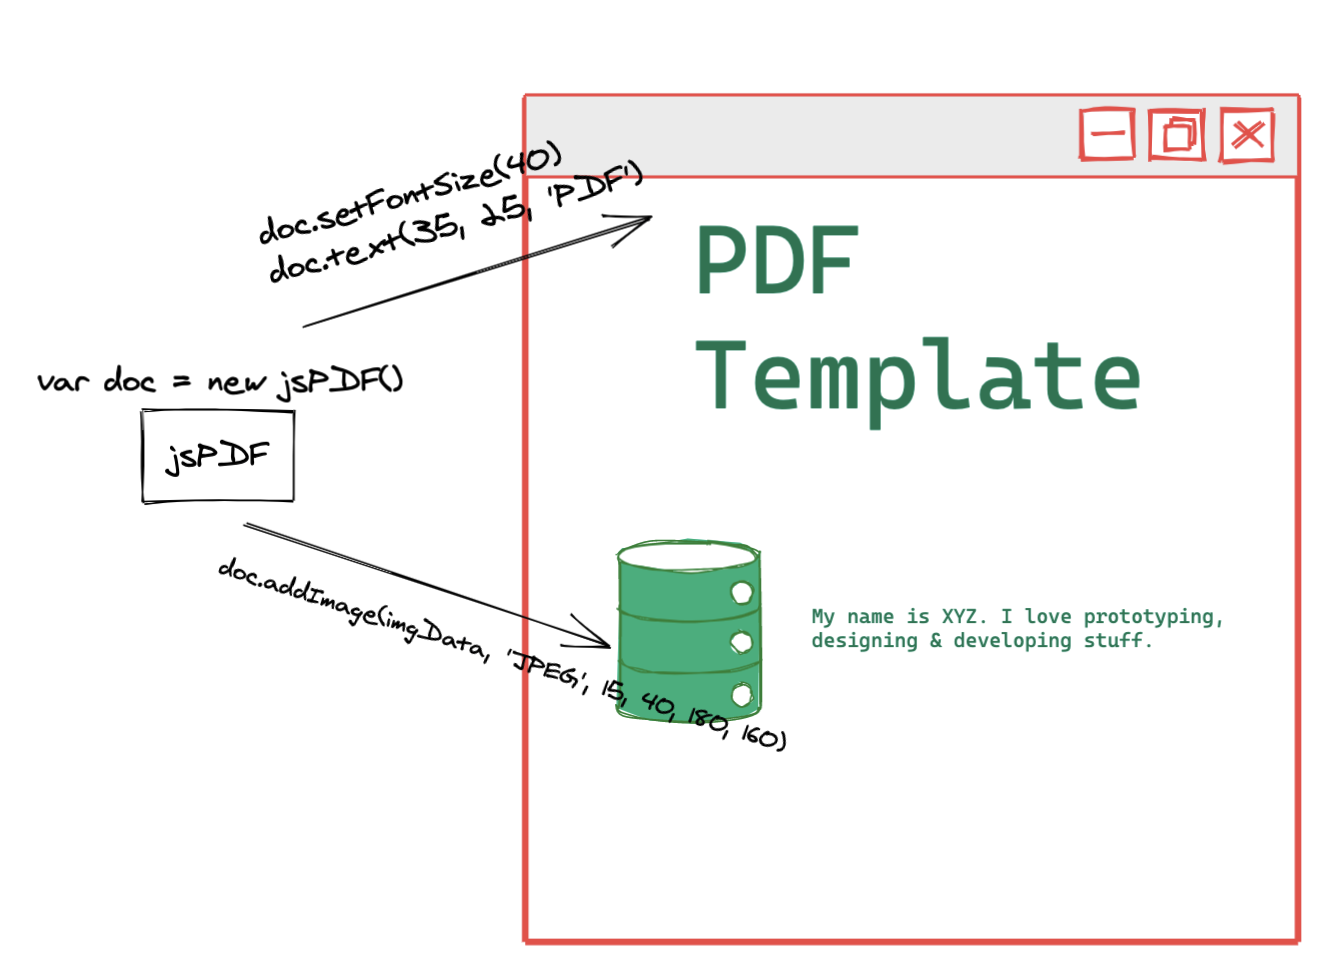 doc.setFontSize(40)
doc.text(35, 25, 'PDF')
PDF
Template
var doc = new jsPDF()
jsPDF
doc.addImage(imgData, 'JPEG', 15, 40, 180, 160)
My name is XYZ. I love prototyping,
designing & developing stuff.